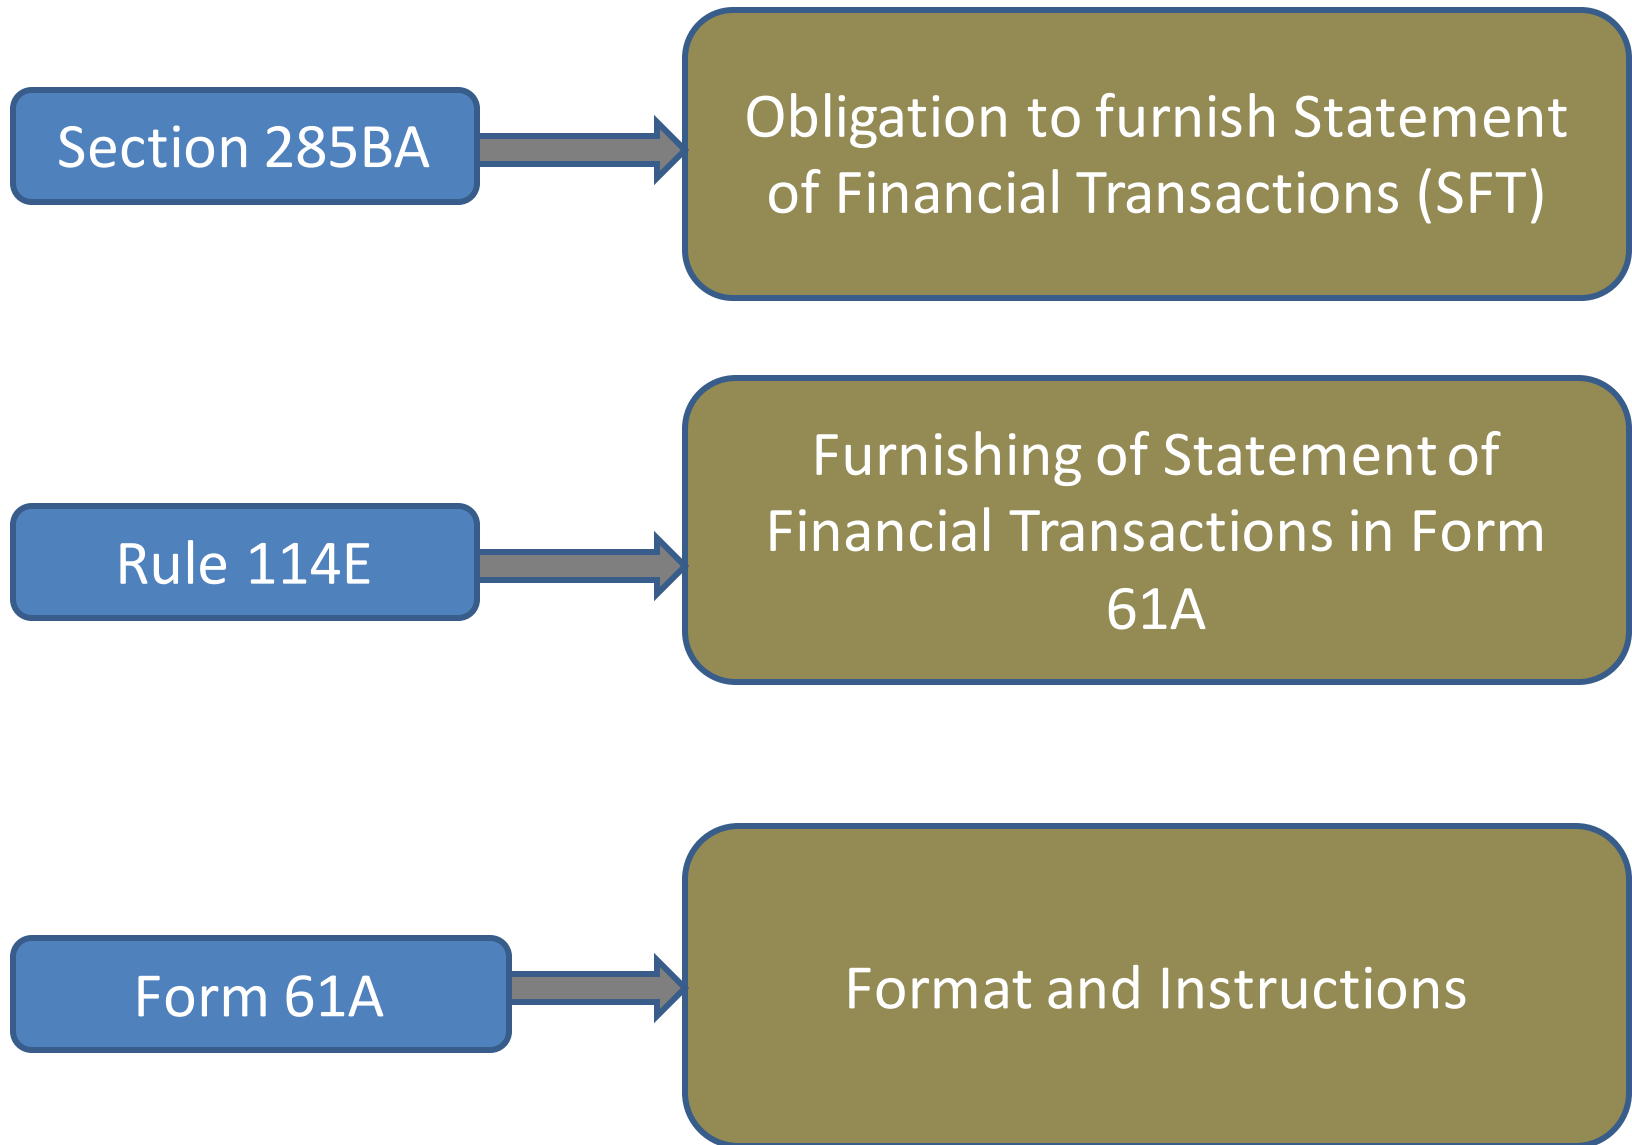 Section 285BA
Obligation to furnish Statement
of Financial Transactions (SFT)
Rule 114E
Furnishing of Statement of
Financial Transactions in Form
61A
Form 61A
Format and Instructions